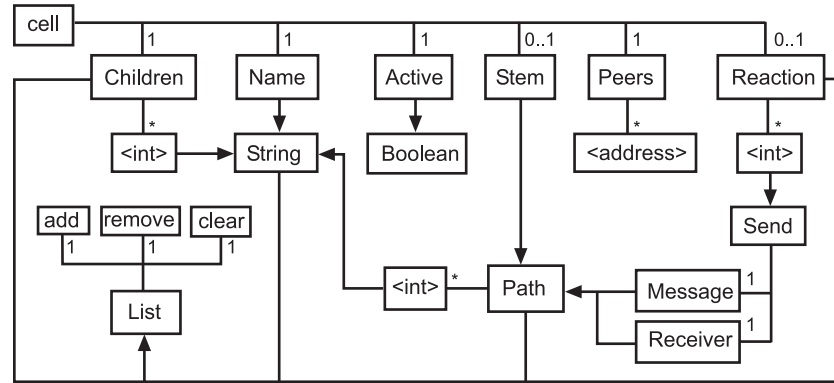 cell
1
1
1
0..1
1
0..1
Children
Name
Active
Stem
Peers
Reaction
*
*
*
<int>
String
Boolean
<address>
<int>
add
remove
clear
Send
1
1
1
<int>
*
Path
Message
1
List
Receiver
1